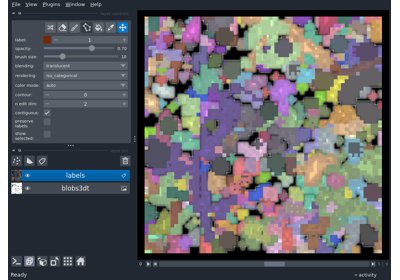 File View Plugins Window Help
label: 1
opacity: 0.70
brush size: 10
blending: translucent
rendering: iso_categorical
color mode: auto
contour: 0
n edit dim: 2
contiguous:
preserve
labels:
show
selected:
labels
blobs3dt
Ready
activity